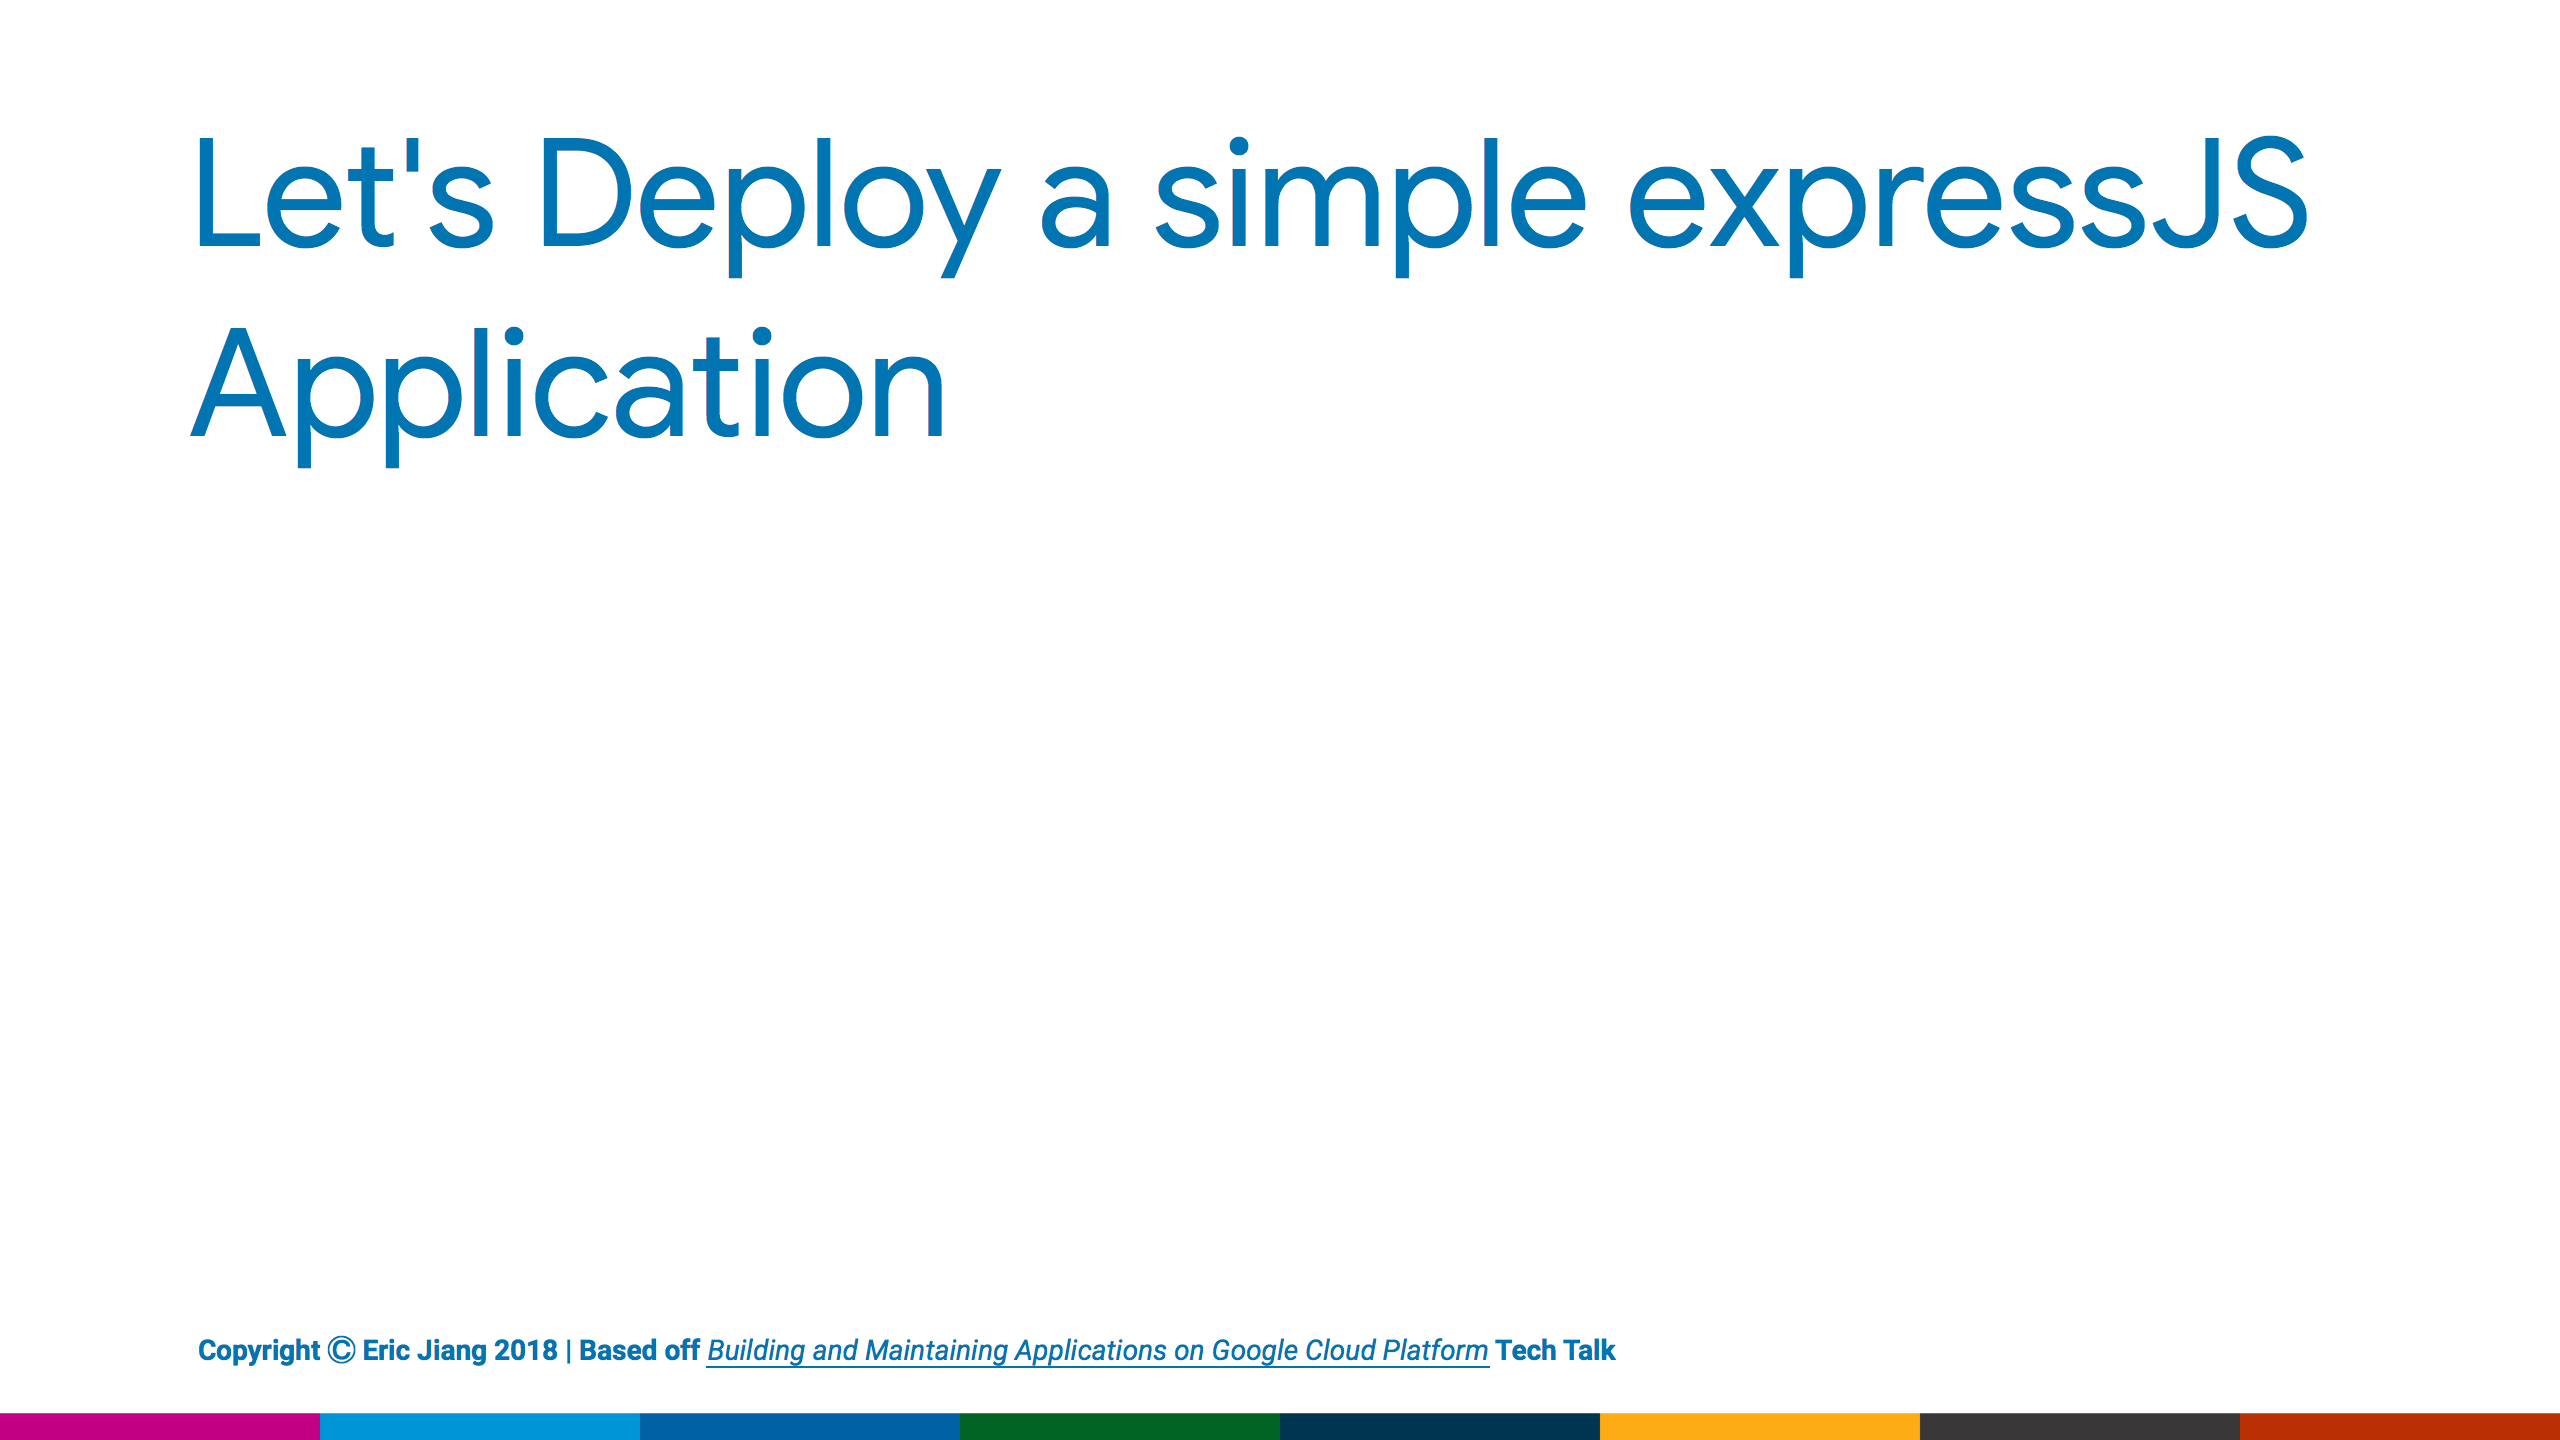 Let's Deploy a simple expressJS
Application
Copyright © Eric Jiang 2018 | Based off Building and Maintaining Applications on Google Cloud Platform Tech Talk